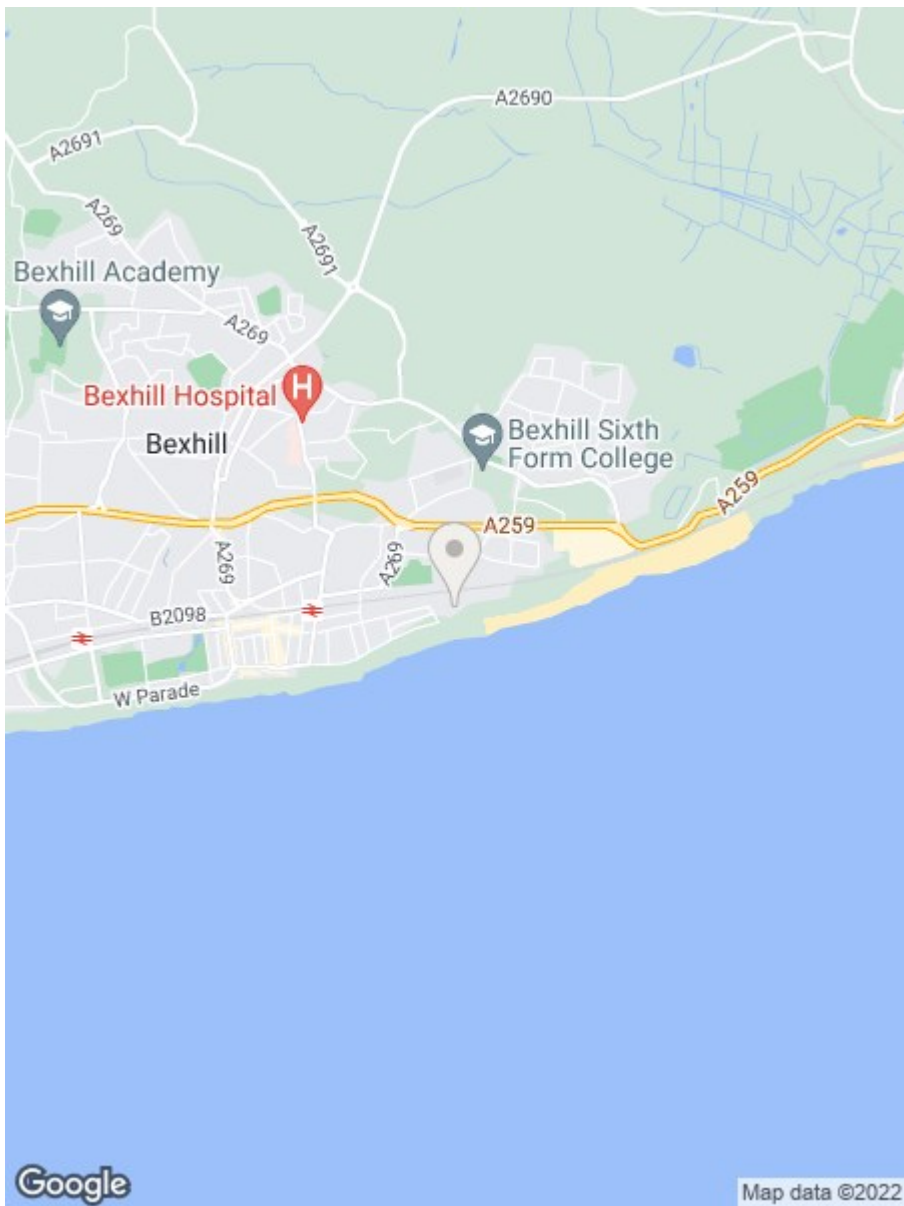 A2690
A2691
A269
A2691
Bexhill Academy
A269
Bexhill Hospital
H
Bexhill
Bexhill Sixth
Form College
A259
A259
A269
A269
B2098
W Parade
Google
Map data ©2022